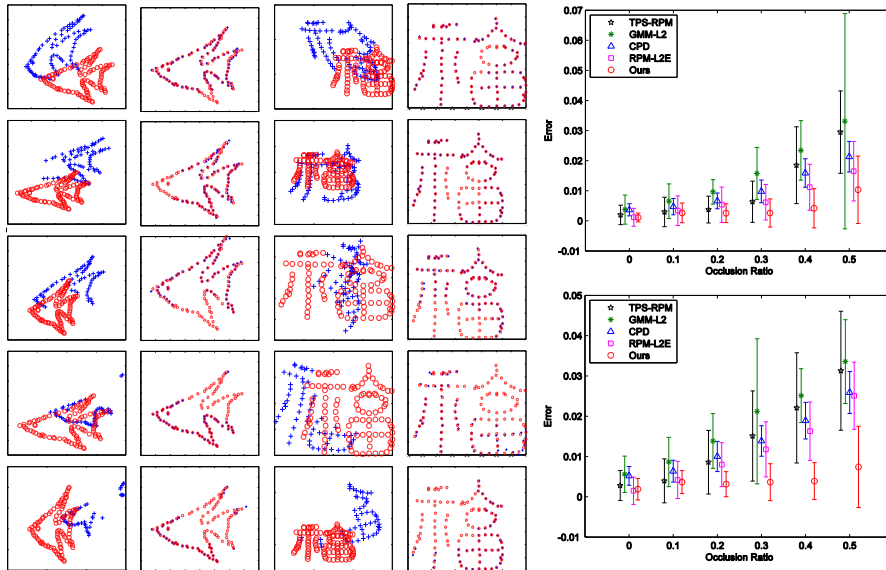 0.07
0.06
0.05
0.04
0.03
0.02
0.01
0
-0.01
Error
TPS-RPM
GMM-L2
CPD
RPM-L2E
Ours
0 0.1 0.2 0.3 0.4 0.5
Occlusion Ratio
0.05
0.04
0.03
0.02
0.01
0
-0.01
Error
TPS-RPM
GMM-L2
CPD
RPM-L2E
Ours
0 0.1 0.2 0.3 0.4 0.5
Occlusion Ratio